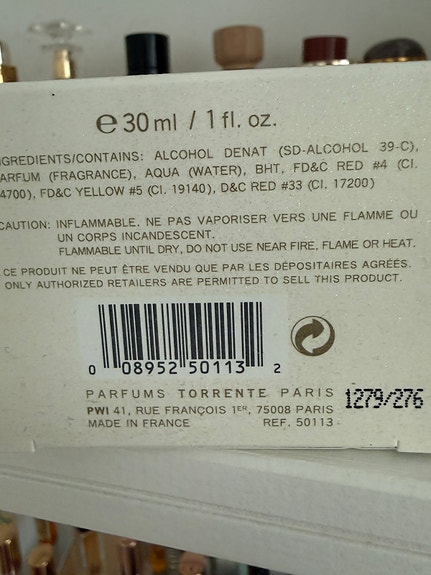 e 30 ml / 1 fl. oz.
NGREDIENTS/CONTAINS: ALCOHOL DENAT (SD-ALCOHOL 39-C),
ARFUM (FRAGRANCE), AQUA (WATER), BHT, FD&C RED #4 (CI.
4700), FD&C YELLOW #5 (CI. 19140), D&C RED #33 (CI. 17200)
CAUTION: INFLAMMABLE, NE PAS VAPORISER VERS UNE FLAMME OU
UN CORPS INCANDESCENT.
FLAMMABLE UNTIL DRY, DO NOT USE NEAR FIRE, FLAME OR HEAT.
CE PRODUIT NE PEUT ÊTRE VENDU QUE PAR LES DÉPOSITAIRES AGRÉÉS.
ONLY AUTHORIZED RETAILERS ARE PERMITTED TO SELL THIS PRODUCT.
0 08952 50113 2
PARFUMS TORRENTE PARIS
1279/276
PWI 41, RUE FRANÇOIS 1ER, 75008 PARIS
MADE IN FRANCE REF. 50113